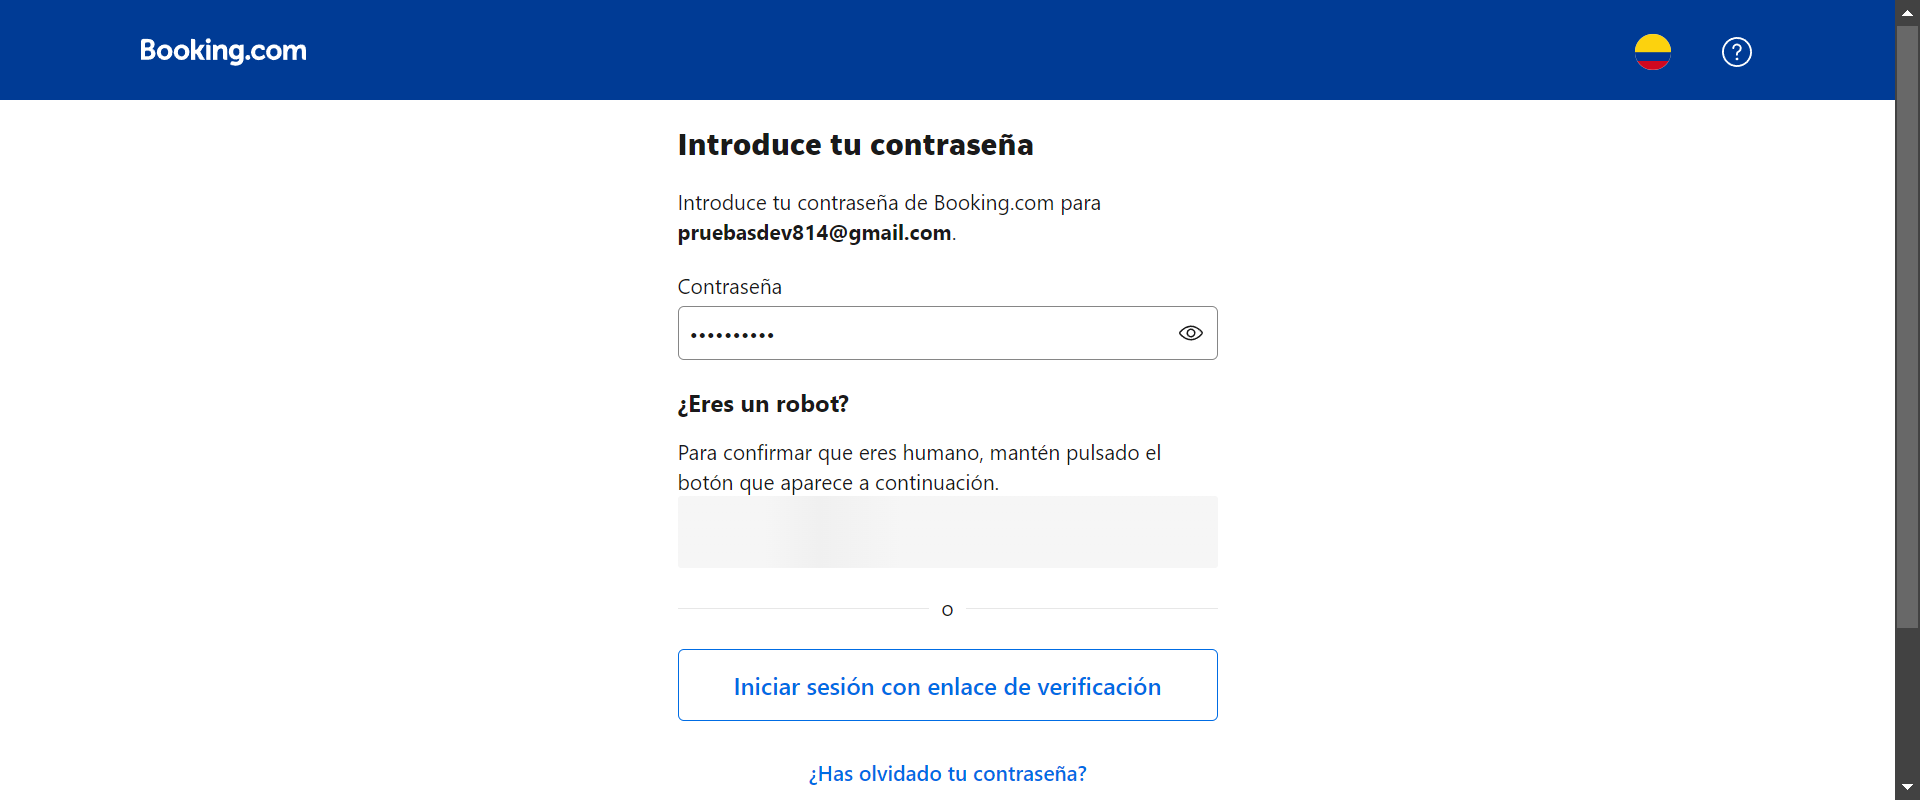 Booking.com
?
Introduce tu contraseña
Introduce tu contraseña de Booking.com para
pruebasdev814@gmail.com.
Contraseña
••••••••••
¿Eres un robot?
Para confirmar que eres humano, mantén pulsado el
botón que aparece a continuación.
o
Iniciar sesión con enlace de verificación
¿Has olvidado tu contraseña?